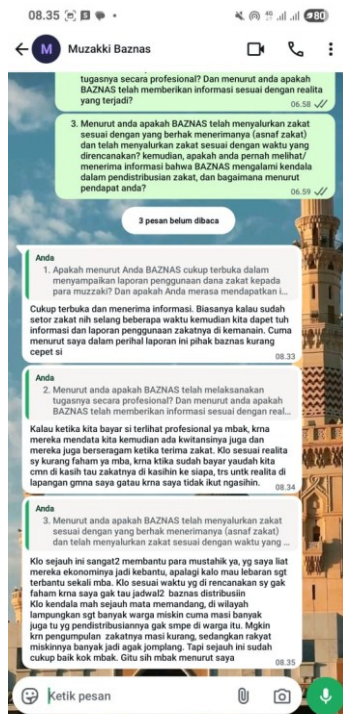 08.35
80
M Muzakki Baznas
tugasnya secara profesional? Dan menurut anda apakah
BAZNAS telah memberikan informasi sesuai dengan realita
yang terjadi?
06.58
3. Menurut anda apakah BAZNAS telah menyalurkan zakat
sesuai dengan yang berhak menerimanya (asnaf zakat)
dan telah menyalurkan zakat sesuai dengan waktu yang
direncanakan? kemudian, apakah anda pernah melihat/
menerima informasi bahwa BAZNAS mengalami kendala
dalam pendistribusian zakat, dan bagaimana menurut
pendapat anda?
06.59
3 pesan belum dibaca
Anda
1. Apakah menurut Anda BAZNAS cukup terbuka dalam
menyampaikan laporan penggunaan dana zakat kepada
para muzzaki? Dan apakah Anda merasa mendapatkan i...
Cukup terbuka dan menerima informasi. Biasanya kalau sudah
setor zakat nih selang beberapa waktu kemudian kita dapet tuh
informasi dan laporan penggunaan zakatnya di kemanain. Cuma
menurut saya dalam perihal laporan ini pihak baznas kurang
cepet si
08.33
Anda
2. Menurut anda apakah BAZNAS telah melaksanakan
tugasnya secara profesional? Dan menurut anda apakah
BAZNAS telah memberikan informasi sesuai dengan real...
Kalau ketika kita bayar si terlihat profesional ya mbak, krna
mereka mendata kita kemudian ada kwitansinya juga dan
mereka juga berseragam ketika terima zakat. Klo sesuai realita
sy kurang faham ya mba, krna ktika sudah bayar yaudah kita
cmn di kasih tau zakatnya di kasihin ke siapa, trs untk realita di
lapangan gmna saya gatau krna saya tidak ikut ngasihin.
08.34
Anda
3. Menurut anda apakah BAZNAS telah menyalurkan zakat
sesuai dengan yang berhak menerimanya (asnaf zakat)
dan telah menyalurkan zakat sesuai dengan waktu yang ...
Klo sejauh ini sangat2 membantu para mustahik ya, yg saya liat
mereka ekonominya jadi kebantu, apalagi kalo mau lebaran sgt
terbantu sekali mba. Klo sesuai waktu yg di rencanakan sy gak
faham krna saya gak tau jadwal2 baznas distribusiin
Klo kendala mah sejauh mata memandang, di wilayah
lampungkan sgt banyak warga miskin cuma masi banyak
juga tu yg pendistribusiannya gak smpe di warga itu. Mgkin
krn pengumpulan zakatnya masi kurang, sedangkan rakyat
miskinnya banyak jadi agak jomplang. Tapi sejauh ini sudah
cukup baik kok mbak. Gitu sih mbak menurut saya
08.35
Ketik pesan